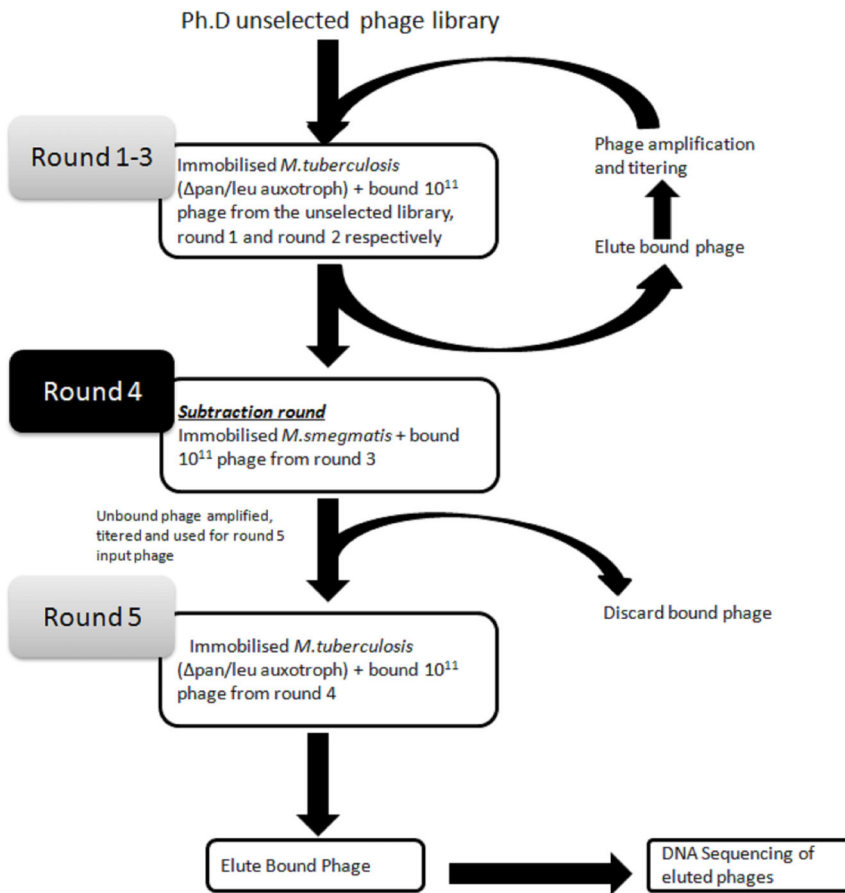 Ph.D unselected phage library
Round 1-3
Immobilised M.tuberculosis
(Δpan/leu auxotroph) + bound 10¹¹
phage from the unselected library,
round 1 and round 2 respectively
Phage amplification
and titering
Elute bound phage
Round 4
Subtraction round
Immobilised M.smegmatis + bound
10¹¹ phage from round 3
Unbound phage amplified,
titered and used for round 5
input phage
Discard bound phage
Round 5
Immobilised M.tuberculosis
(Δpan/leu auxotroph) + bound 10¹¹
phage from round 4
Elute Bound Phage
DNA Sequencing of
eluted phages